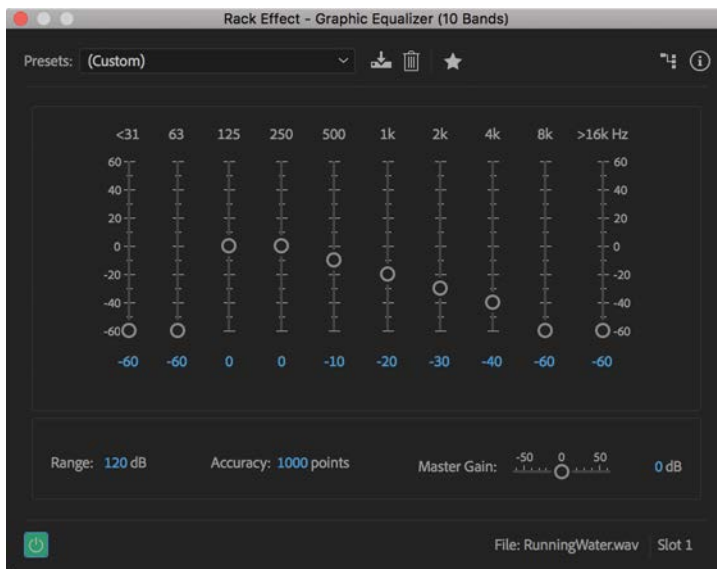 Rack Effect - Graphic Equalizer (10 Bands)
Presets: (Custom)
<31 63 125 250 500 1k 2k 4k 8k >16k Hz
60 60
40 40
20 20
0 0
-20 -20
-40 -40
-60 -60
-60 -60 0 0 -10 -20 -30 -40 -60 -60
-50 0 50
Range: 120 dB Accuracy: 1000 points Master Gain: 0 dB
File: RunningWater.wav Slot 1